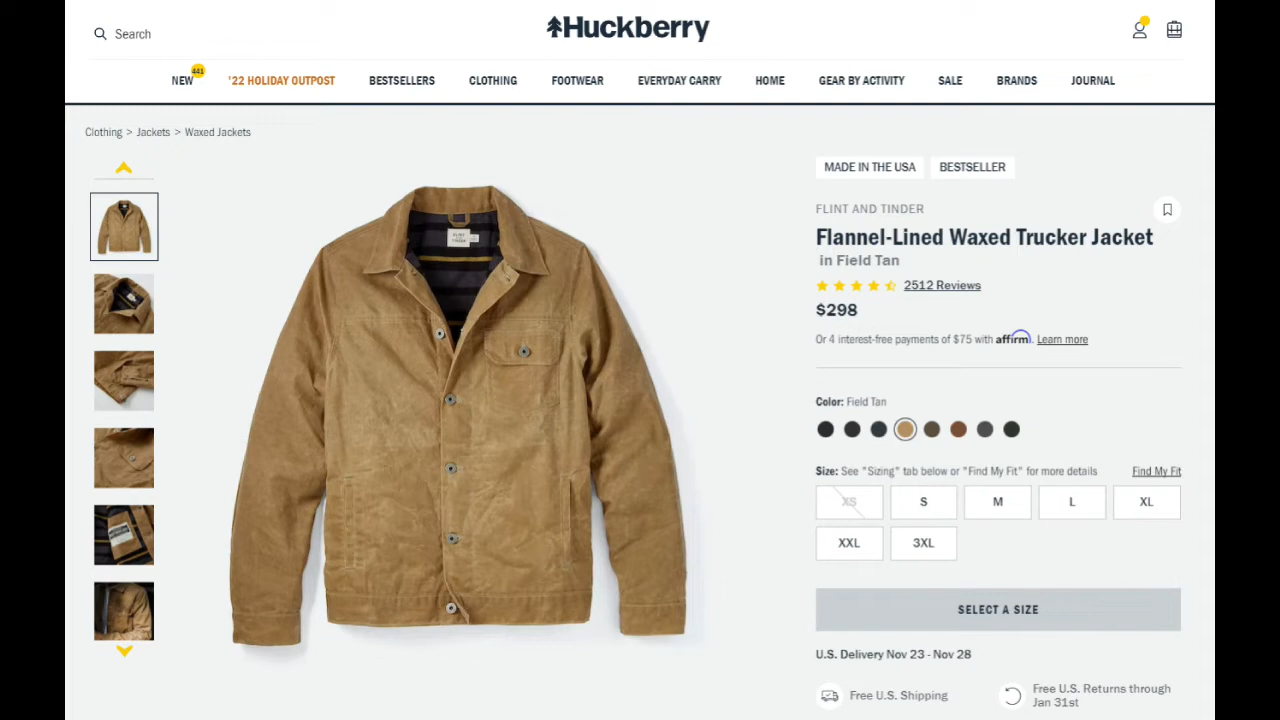 Search
Huckberry
441
NEW
'22 HOLIDAY OUTPOST
BESTSELLERS
CLOTHING
FOOTWEAR
EVERYDAY CARRY
HOME
GEAR BY ACTIVITY
SALE
BRANDS
JOURNAL
Clothing > Jackets > Waxed Jackets
MADE IN THE USA
BESTSELLER
FLINT AND TINDER
Flannel-Lined Waxed Trucker Jacket
in Field Tan
2512 Reviews
$298
Or 4 interest-free payments of $75 with affirm. Learn more
Color: Field Tan
Size: See "Sizing" tab below or "Find My Fit" for more details
Find My Fit
XS
S
M
L
XL
XXL
3XL
SELECT A SIZE
U.S. Delivery Nov 23 - Nov 28
Free U.S. Shipping
Free U.S. Returns through
Jan 31st